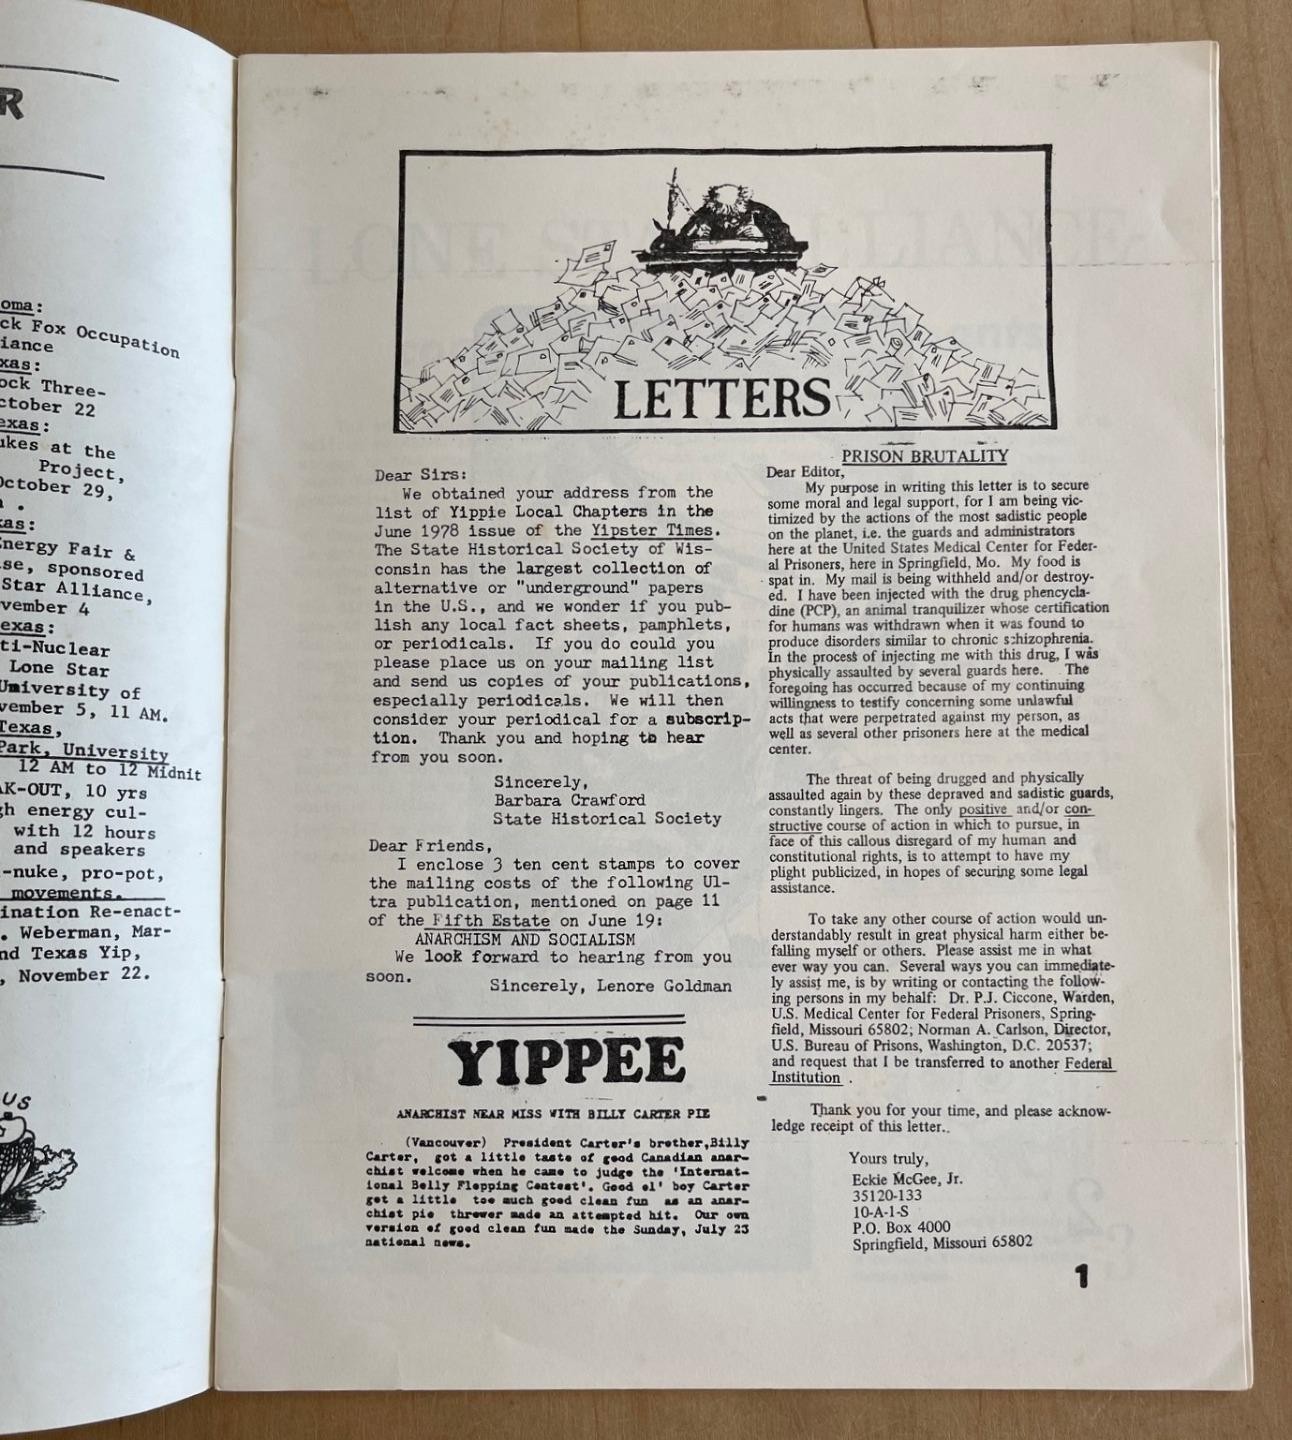 R
oma:
ck Fox Occupation
iance
xas:
ock Three-
ctober 22
exas:
ukes at the
Project,
October 29,
xas:
Energy Fair &
se, sponsored
Star Alliance,
vember 4
exas:
ti-Nuclear
Lone Star
University of
vember 5, 11 AM.
Texas,
Park, University
12 AM to 12 Midnit
AK-OUT, 10 yrs
gh energy cul-
with 12 hours
and speakers
-nuke, pro-pot,
movements.
ination Re-enact-
. Weberman, Mar-
nd Texas Yip,
, November 22.
US
LETTERS
Dear Sirs:
We obtained your address from the
list of Yippie Local Chapters in the
June 1978 issue of the Yipster Times.
The State Historical Society of Wis-
consin has the largest collection of
alternative or "underground" papers
in the U.S., and we wonder if you pub-
lish any local fact sheets, pamphlets,
or periodicals. If you do could you
please place us on your mailing list
and send us copies of your publications,
especially periodicals. We will then
consider your periodical for a subscrip-
tion. Thank you and hoping to hear
from you soon.
Sincerely,
Barbara Crawford
State Historical Society
Dear Friends,
I enclose 3 ten cent stamps to cover
the mailing costs of the following Ul-
tra publication, mentioned on page 11
of the Fifth Estate on June 19:
ANARCHISM AND SOCIALISM
We look forward to hearing from you
soon.
Sincerely, Lenore Goldman
YIPPEE
ANARCHIST NEAR MISS WITH BILLY CARTER PIE
(Vancouver) President Carter's brother,Billy
Carter, got a little taste of good Canadian anar-
chist welcome when he came to judge the 'Internat-
ional Belly Flopping Contest'. Good ol' boy Carter
got a little too much good clean fun as an anar-
chist pie thrower made an attempted hit. Our own
version of good clean fun made the Sunday, July 23
national news.
PRISON BRUTALITY
Dear Editor,
My purpose in writing this letter is to secure
some moral and legal support, for I am being vic-
timized by the actions of the most sadistic people
on the planet, i.e. the guards and administrators
here at the United States Medical Center for Feder-
al Prisoners, here in Springfield, Mo. My food is
spat in. My mail is being withheld and/or destroy-
ed. I have been injected with the drug phencycla-
dine (PCP), an animal tranquilizer whose certification
for humans was withdrawn when it was found to
produce disorders similar to chronic schizophrenia.
In the process of injecting me with this drug, I was
physically assaulted by several guards here. The
foregoing has occurred because of my continuing
willingness to testify concerning some unlawful
acts that were perpetrated against my person, as
well as several other prisoners here at the medical
center.
The threat of being drugged and physically
assaulted again by these depraved and sadistic guards,
constantly lingers. The only positive and/or con-
structive course of action in which to pursue, in
face of this callous disregard of my human and
constitutional rights, is to attempt to have my
plight publicized, in hopes of securing some legal
assistance.
To take any other course of action would un-
derstandably result in great physical harm either be-
falling myself or others. Please assist me in what
ever way you can. Several ways you can immediate-
ly assist me, is by writing or contacting the follow-
ing persons in my behalf: Dr. P.J. Ciccone, Warden,
U.S. Medical Center for Federal Prisoners, Spring-
field, Missouri 65802; Norman A. Carlson, Director,
U.S. Bureau of Prisons, Washington, D.C. 20537;
and request that I be transferred to another Federal
Institution .
Thank you for your time, and please acknow-
ledge receipt of this letter.
Yours truly,
Eckie McGee, Jr.
35120-133
10-A-1-S
P.O. Box 4000
Springfield, Missouri 65802
1